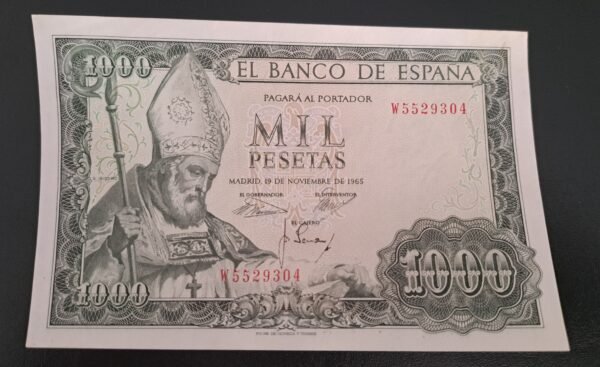 1000
EL BANCO DE ESPAÑA
PAGARÁ AL PORTADOR
W5529304
MIL
PESETAS
MADRID, 19 DE NOVIEMBRE DE 1965
EL GOBERNADOR
EL INTERVENTOR
EL CAJERO
W5529304
1000
1000